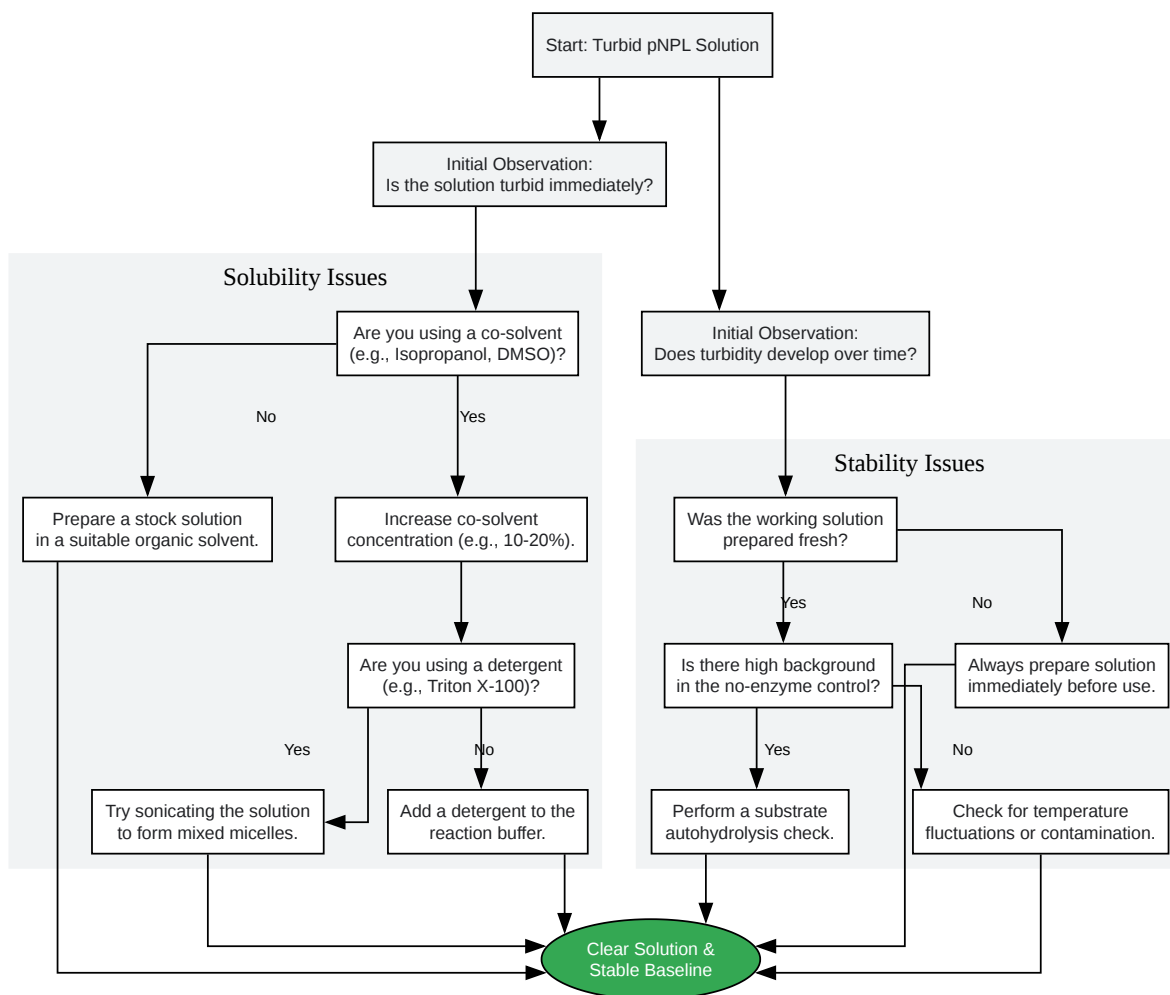 Start: Turbid pNPL Solution
Initial Observation:
Is the solution turbid immediately?
Solubility Issues
Are you using a co-solvent
(e.g., Isopropanol, DMSO)?
Initial Observation:
Does turbidity develop over time?
No
Yes
Stability Issues
Prepare a stock solution
in a suitable organic solvent.
Increase co-solvent
concentration (e.g., 10-20%).
Was the working solution
prepared fresh?
Yes
No
Are you using a detergent
(e.g., Triton X-100)?
Is there high background
in the no-enzyme control?
Always prepare solution
immediately before use.
Yes
No
Yes
No
Try sonicating the solution
to form mixed micelles.
Add a detergent to the
reaction buffer.
Perform a substrate
autohydrolysis check.
Check for temperature
fluctuations or contamination.
Clear Solution &
Stable Baseline